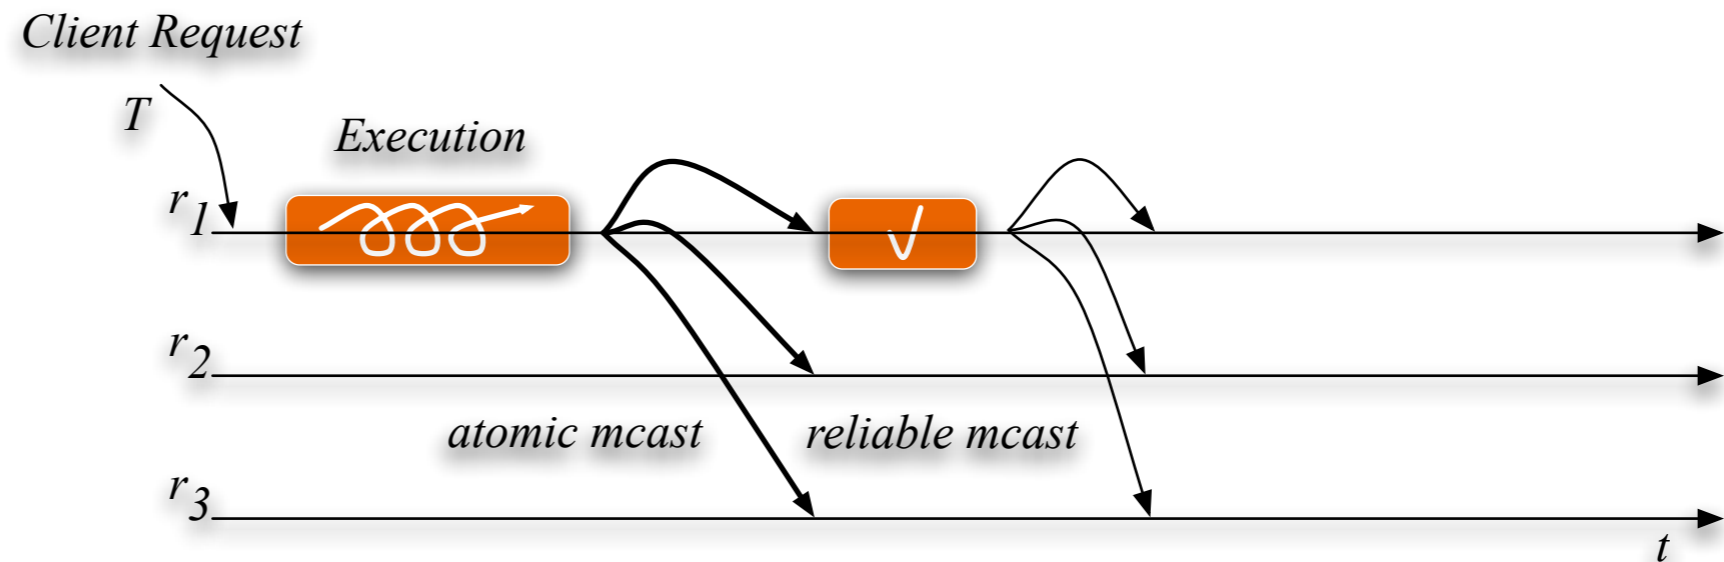 Client Request
T
Execution
r1
r2
atomic mcast reliable mcast
r3
t